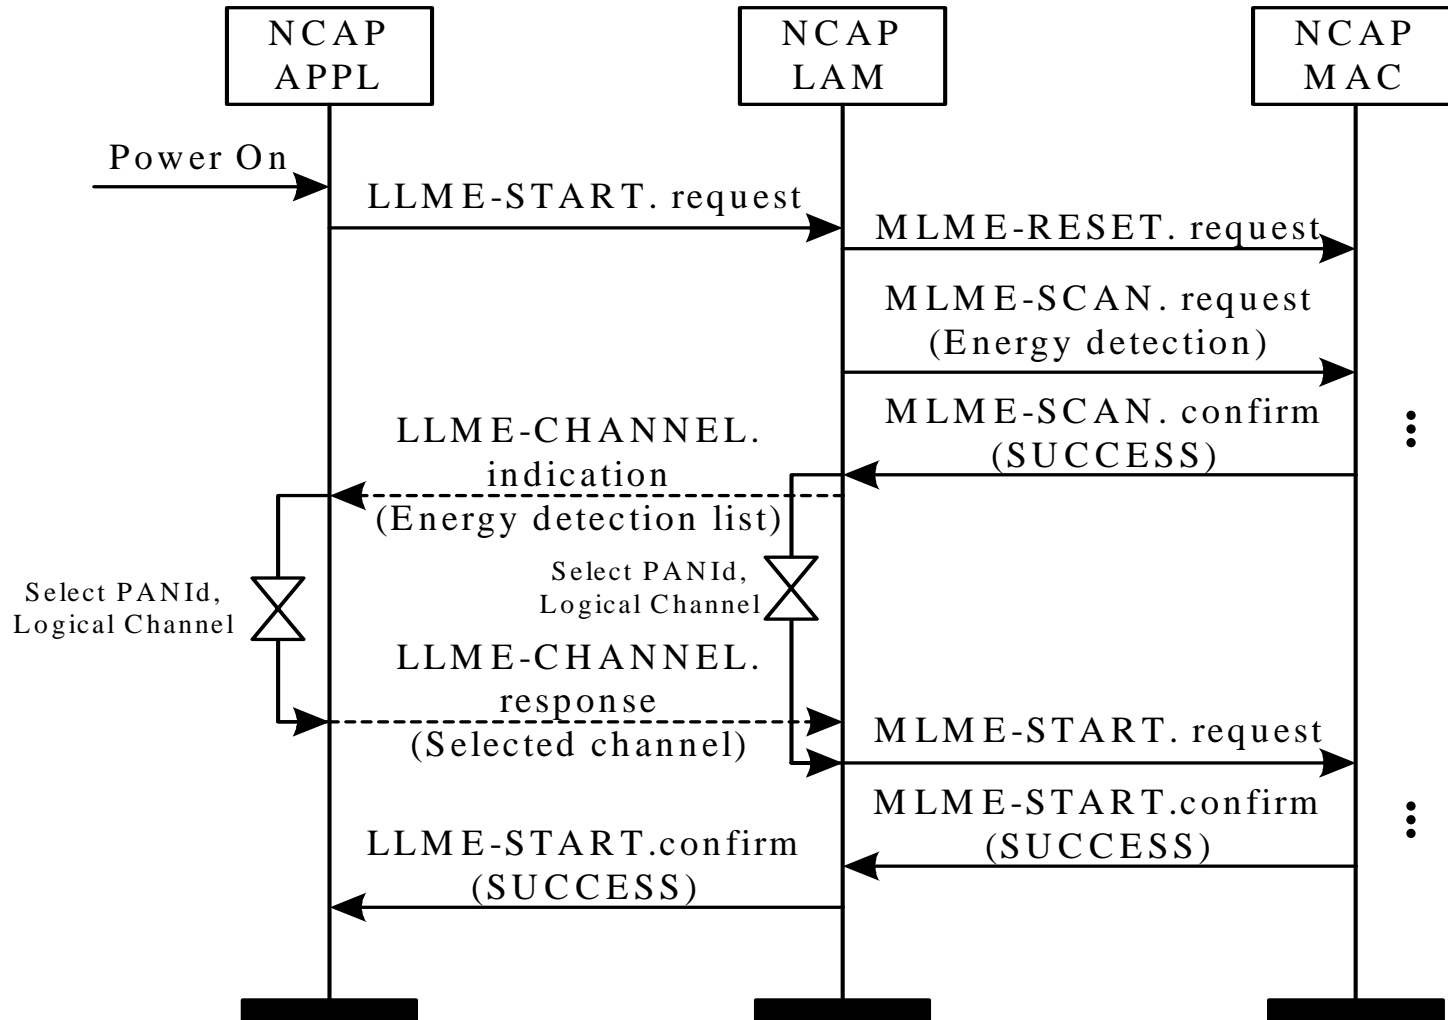 NCAP
APPL
NCAP
LAM
NCAP
MAC
Power On
LLME-START. request
MLME-RESET. request
MLME-SCAN. request
(Energy detection)
MLME-SCAN. confirm
(SUCCESS)
LLME-CHANNEL.
indication
(Energy detection list)
Select PANId,
Logical Channel
Select PANId,
Logical Channel
LLME-CHANNEL.
response
(Selected channel)
MLME-START. request
MLME-START.confirm
(SUCCESS)
LLME-START.confirm
(SUCCESS)